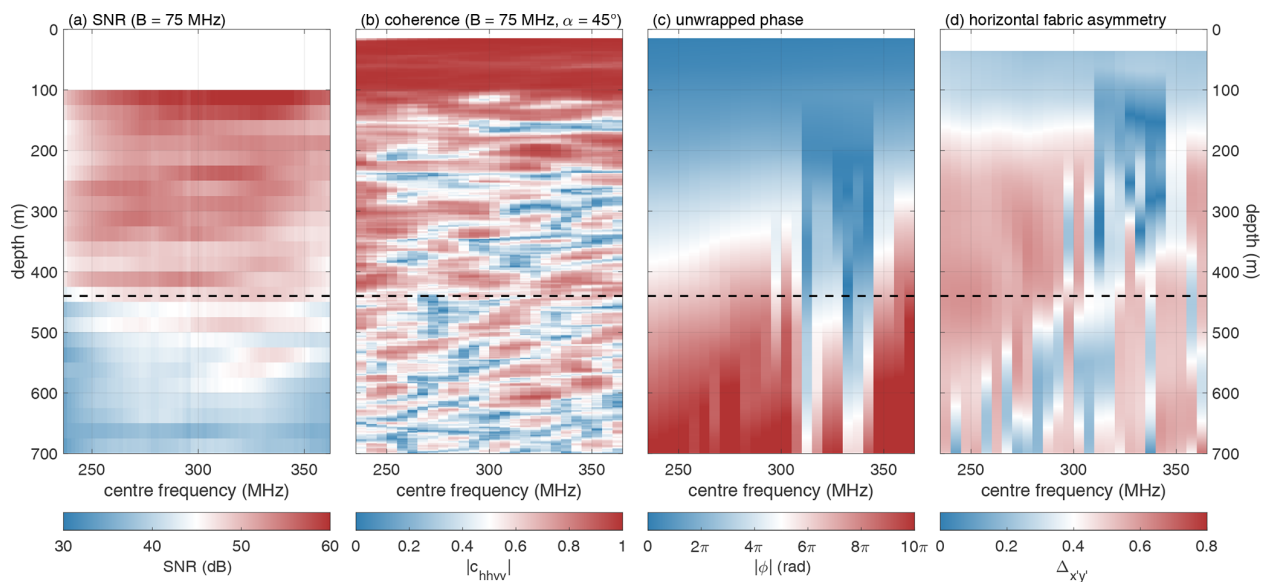 (a) SNR (B = 75 MHz)
(b) coherence (B = 75 MHz, α = 45°)
(c) unwrapped phase
(d) horizontal fabric asymmetry
0
100
200
300
400
500
600
700
depth (m)
0
100
200
300
400
500
600
700
depth (m)
250 300 350
250 300 350
250 300 350
250 300 350
centre frequency (MHz)
centre frequency (MHz)
centre frequency (MHz)
centre frequency (MHz)
30 40 50 60
SNR (dB)
0 0.2 0.4 0.6 0.8 1
|c_hhvv|
0 2π 4π 6π 8π 10π
|ϕ| (rad)
0 0.2 0.4 0.6 0.8
Δ_x'y'